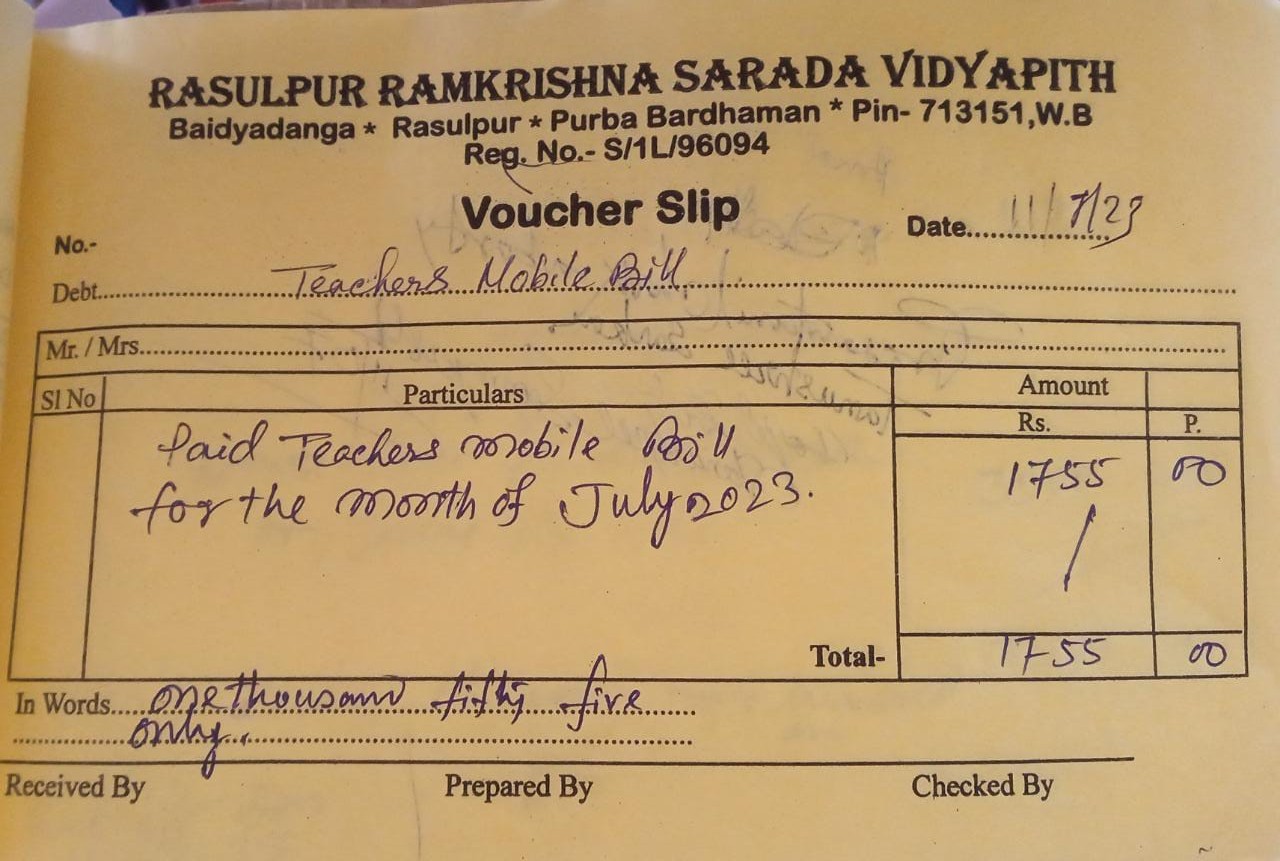 RASULPUR RAMKRISHNA SARADA VIDYAPITH
Baidyadanga * Rasulpur * Purba Bardhaman * Pin- 713151,W.B
Reg. No.- S/1L/96094
Voucher Slip
No.-
Date 11/7/23
Debt Teachers Mobile Bill
Mr. / Mrs.
Sl No Particulars Amount
Rs. P.
Paid Teachers mobile Bill 1755 00
for the month of July 2023.
Total- 1755 00
In Words one thousand fifty five
only.
Received By Prepared By Checked By